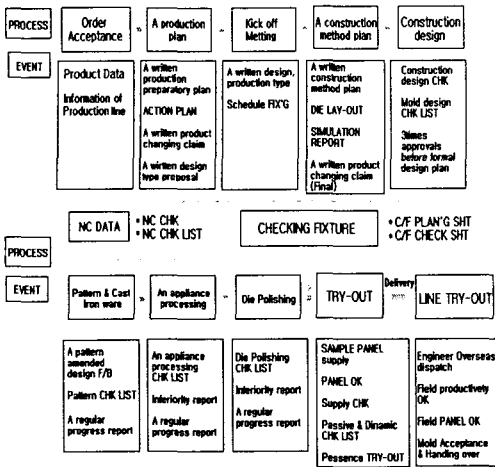 PROCESS
Order
Acceptance
A production
plan
Kick off
Metting
A construction
method plan
Construction
design
EVENT
Product Data
Information of
Production line
A written
production
preparatory plan
ACTION PLAN
A written product
changing claim
A wirtten design
type proposal
A written design,
production type
Schedule FIX'G
A written
construction
method plan
DIE LAY-OUT
SIMULATION
REPORT
A written product
changing claim
(Final)
Construction
design CHK
Mold design
CHK LIST
3times
approvals
before formal
design plan
NC DATA
• NC CHK
• NC CHK LIST
CHECKING FIXTURE
• C/F PLAN'G SHT
• C/F CHECK SHT
PROCESS
EVENT
Pattern & Cast
Iron ware
An appliance
processing
Die Polishing
TRY-OUT
Delivery
LINE TRY-OUT
A pattern
amended
design F/B
Pattern CHK LIST
A regular
progress report
An appliance
processing
CHK LIST
Inferiority report
A regular
progress report
Die Polishing
CHK LIST
Inferiority report
A regular
progress report
SAMPLE PANEL
supply
PANEL OK
Supply CHK
Passive & Dinamic
CHK LIST
Pessence TRY-OUT
Engineer Overseas
dispatch
Field productively
OK
Field PANEL OK
Mold Acceptance
& Handing over